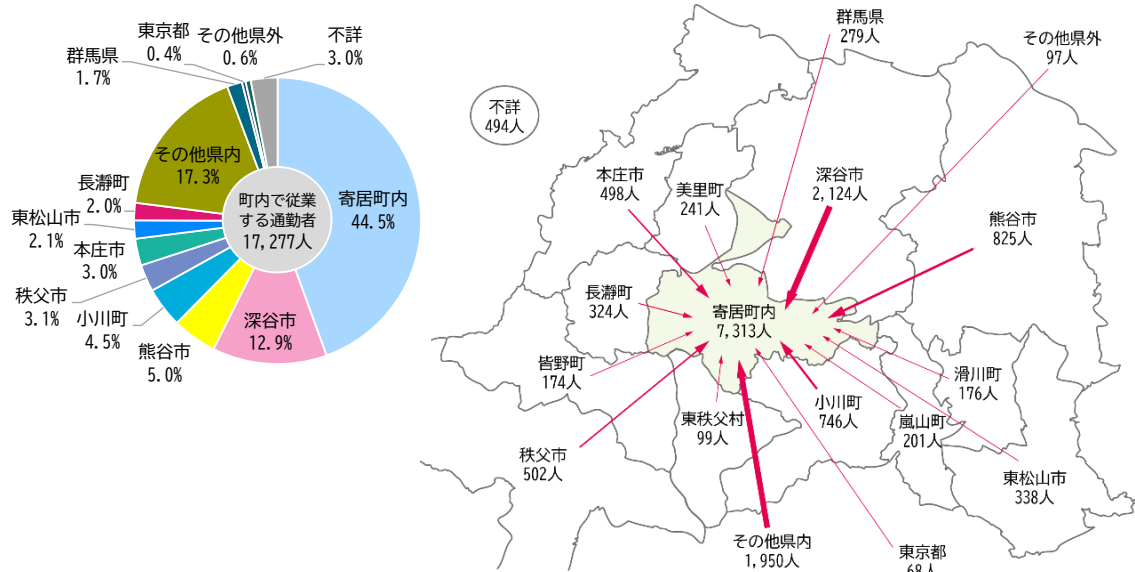 東京都
0.4%
その他県外
0.6%
不詳
3.0%
群馬県
1.7%
その他県内
17.3%
長瀞町
2.0%
東松山市
2.1%
本庄市
3.0%
秩父市
3.1%
小川町
4.5%
熊谷市
5.0%
深谷市
12.9%
寄居町内
44.5%
町内で従業
する通勤者
17,277人
群馬県
279人
その他県外
97人
不詳
494人
本庄市
498人
美里町
241人
深谷市
2,124人
熊谷市
825人
長瀞町
324人
寄居町内
7,313人
皆野町
174人
滑川町
176人
東秩父村
99人
小川町
746人
嵐山町
201人
秩父市
502人
東松山市
338人
その他県内
1,950人
東京都
68人